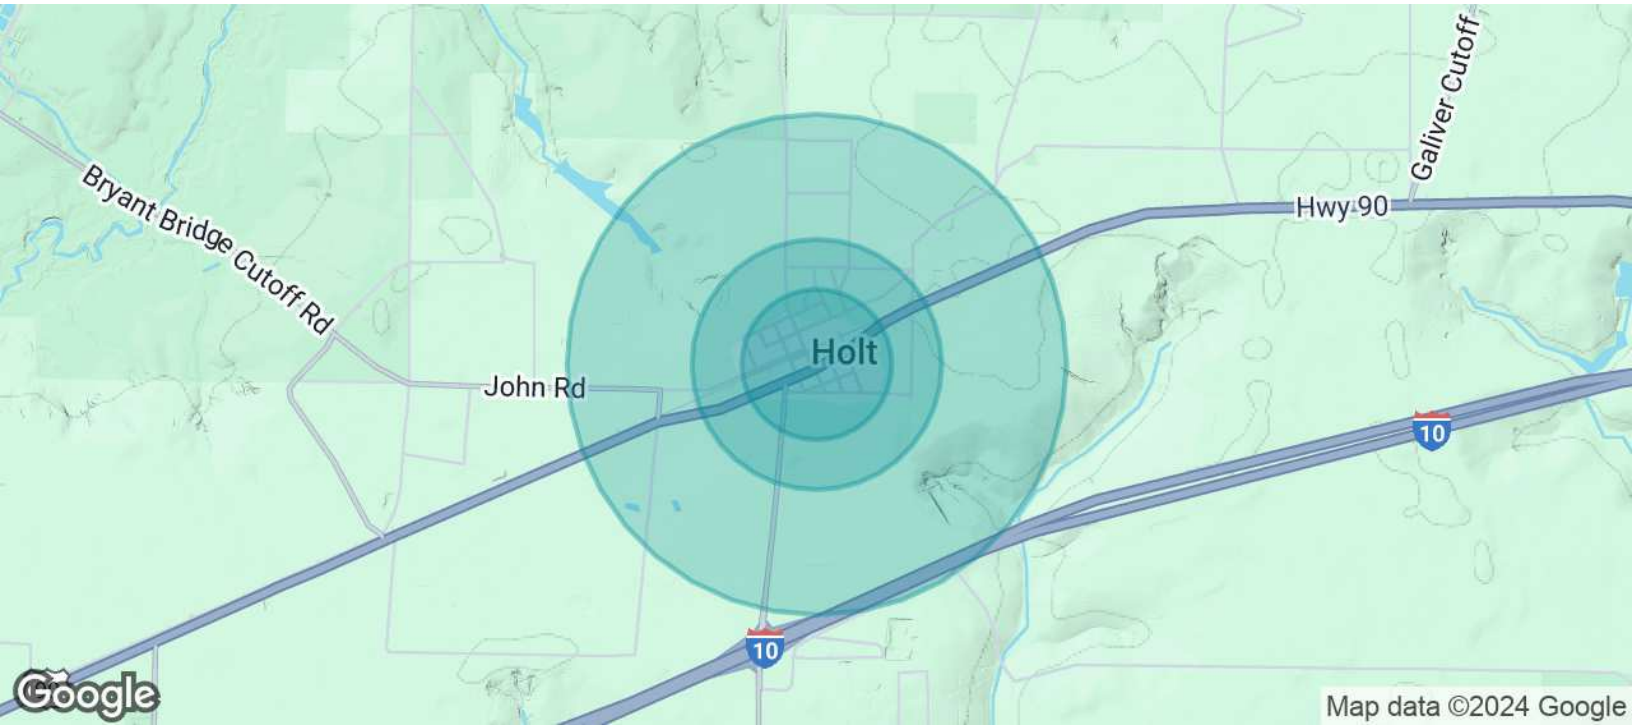 Galiver Cutoff
Bryant Bridge Cutoff Rd
Hwy 90
Holt
John Rd
10
10
Google
Map data ©2024 Google